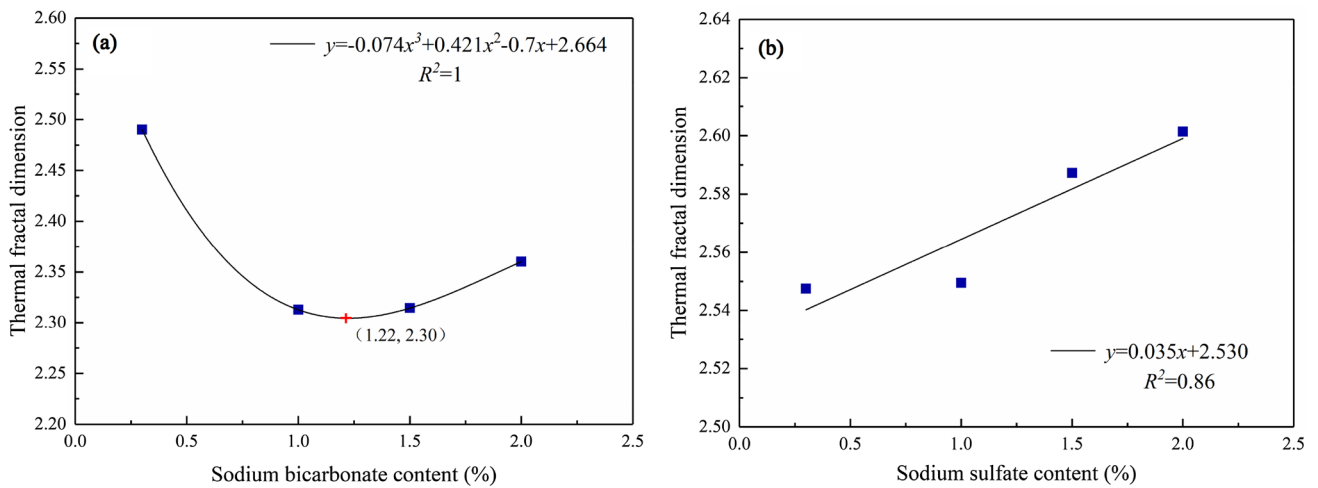 (a)
y=-0.074x³+0.421x²-0.7x+2.664
R²=1
2.60
2.55
2.50
2.45
2.40
2.35
2.30
2.25
2.20
(1.22, 2.30)
0.0 0.5 1.0 1.5 2.0 2.5
Sodium bicarbonate content (%)
Thermal fractal dimension
(b)
2.64
2.62
2.60
2.58
2.56
2.54
2.52
2.50
y=0.035x+2.530
R²=0.86
0.0 0.5 1.0 1.5 2.0 2.5
Sodium sulfate content (%)
Thermal fractal dimension